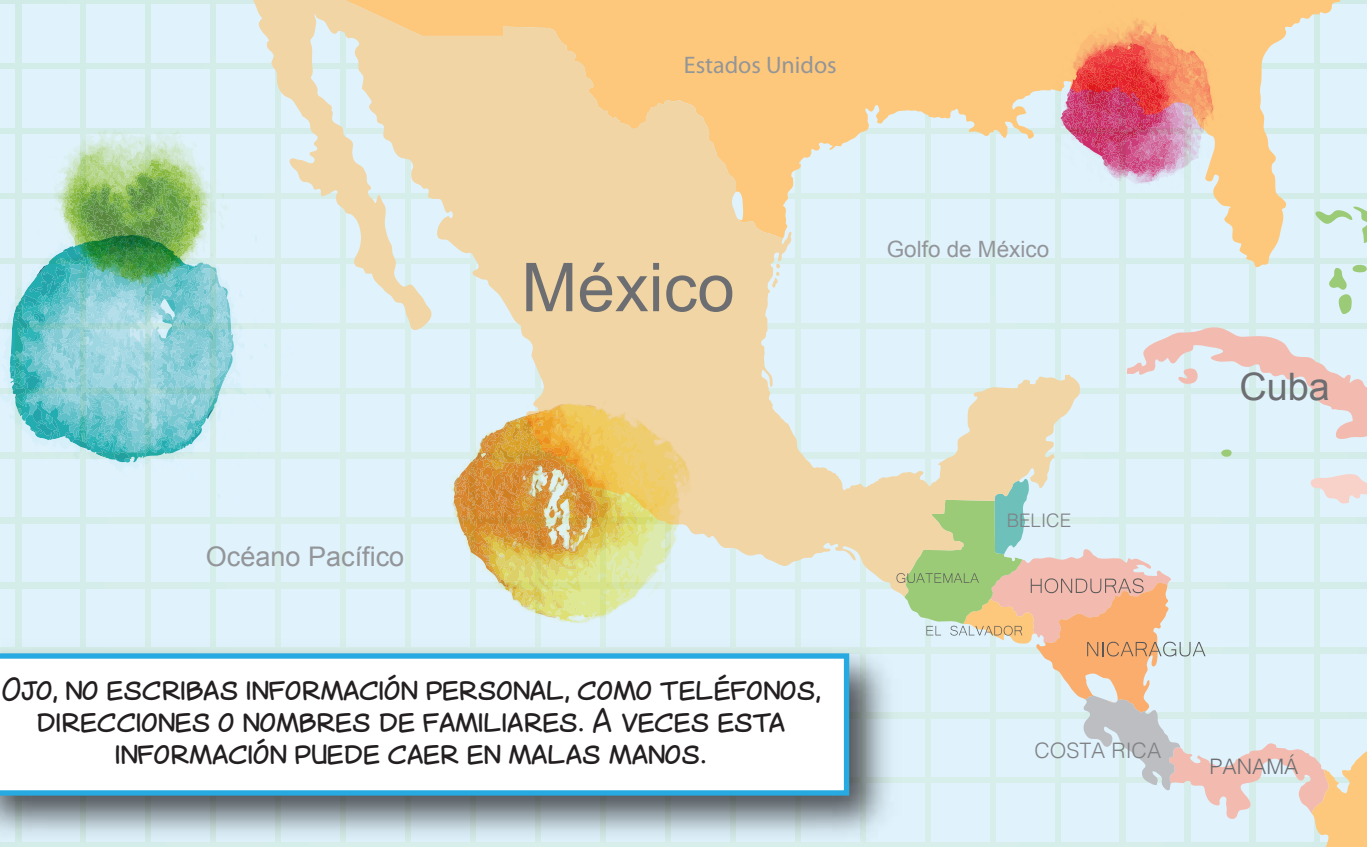 Estados Unidos
Golfo de México
México
Cuba
BELICE
Océano Pacífico
GUATEMALA
HONDURAS
EL SALVADOR
NICARAGUA
OJO, NO ESCRIBAS INFORMACIÓN PERSONAL, COMO TELÉFONOS,
DIRECCIONES O NOMBRES DE FAMILIARES. A VECES ESTA
INFORMACIÓN PUEDE CAER EN MALAS MANOS.
COSTA RICA
PANAMÁ